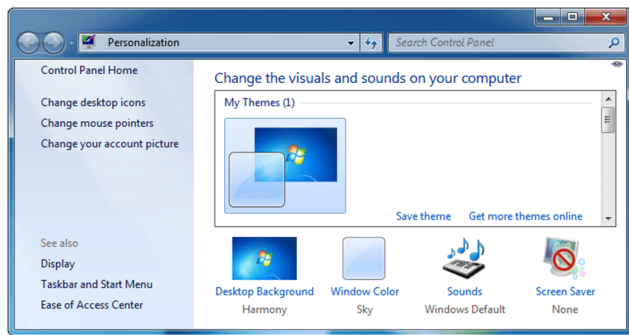 Personalization
Search Control Panel
Control Panel Home
Change desktop icons
Change mouse pointers
Change your account picture
See also
Display
Taskbar and Start Menu
Ease of Access Center
Change the visuals and sounds on your computer
My Themes (1)
Save theme Get more themes online
Desktop Background Window Color Sounds Screen Saver
Harmony Sky Windows Default None